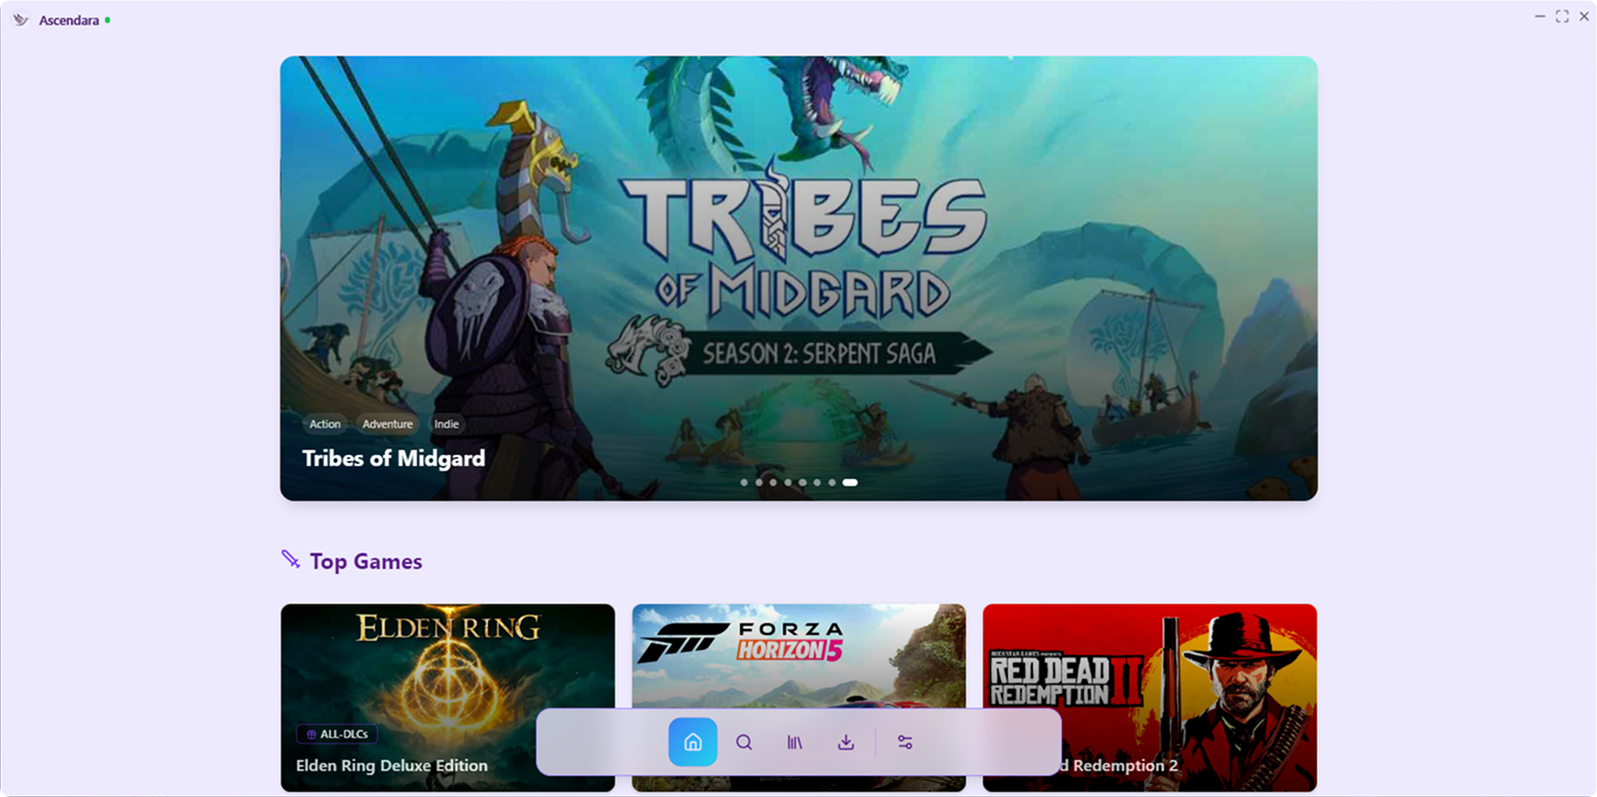 Ascendara
TRIBES
OF MIDGARD
SEASON 2: SERPENT SAGA
Action Adventure Indie
Tribes of Midgard
Top Games
ELDEN RING
ALL-DLCs
Elden Ring Deluxe Edition
FORZA
HORIZON 5
ROCKSTAR GAMES PRESENTS
RED DEAD
REDEMPTION II
d Redemption 2